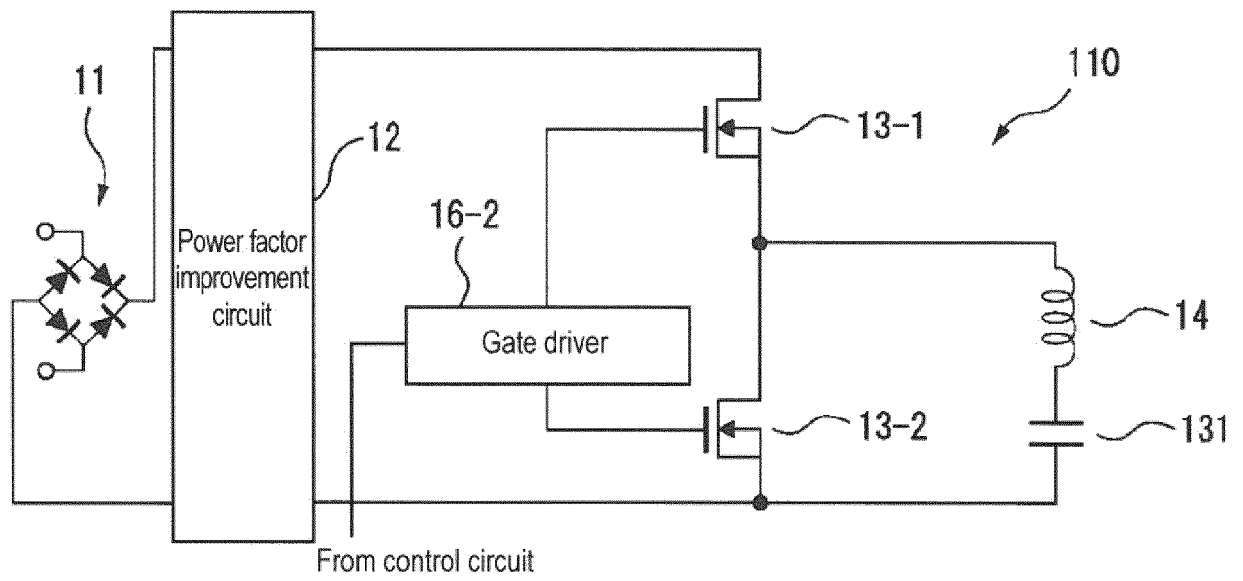 110
11
13-1
12
16-2
Power factor
improvement
circuit
Gate driver
14
13-2
131
From control circuit